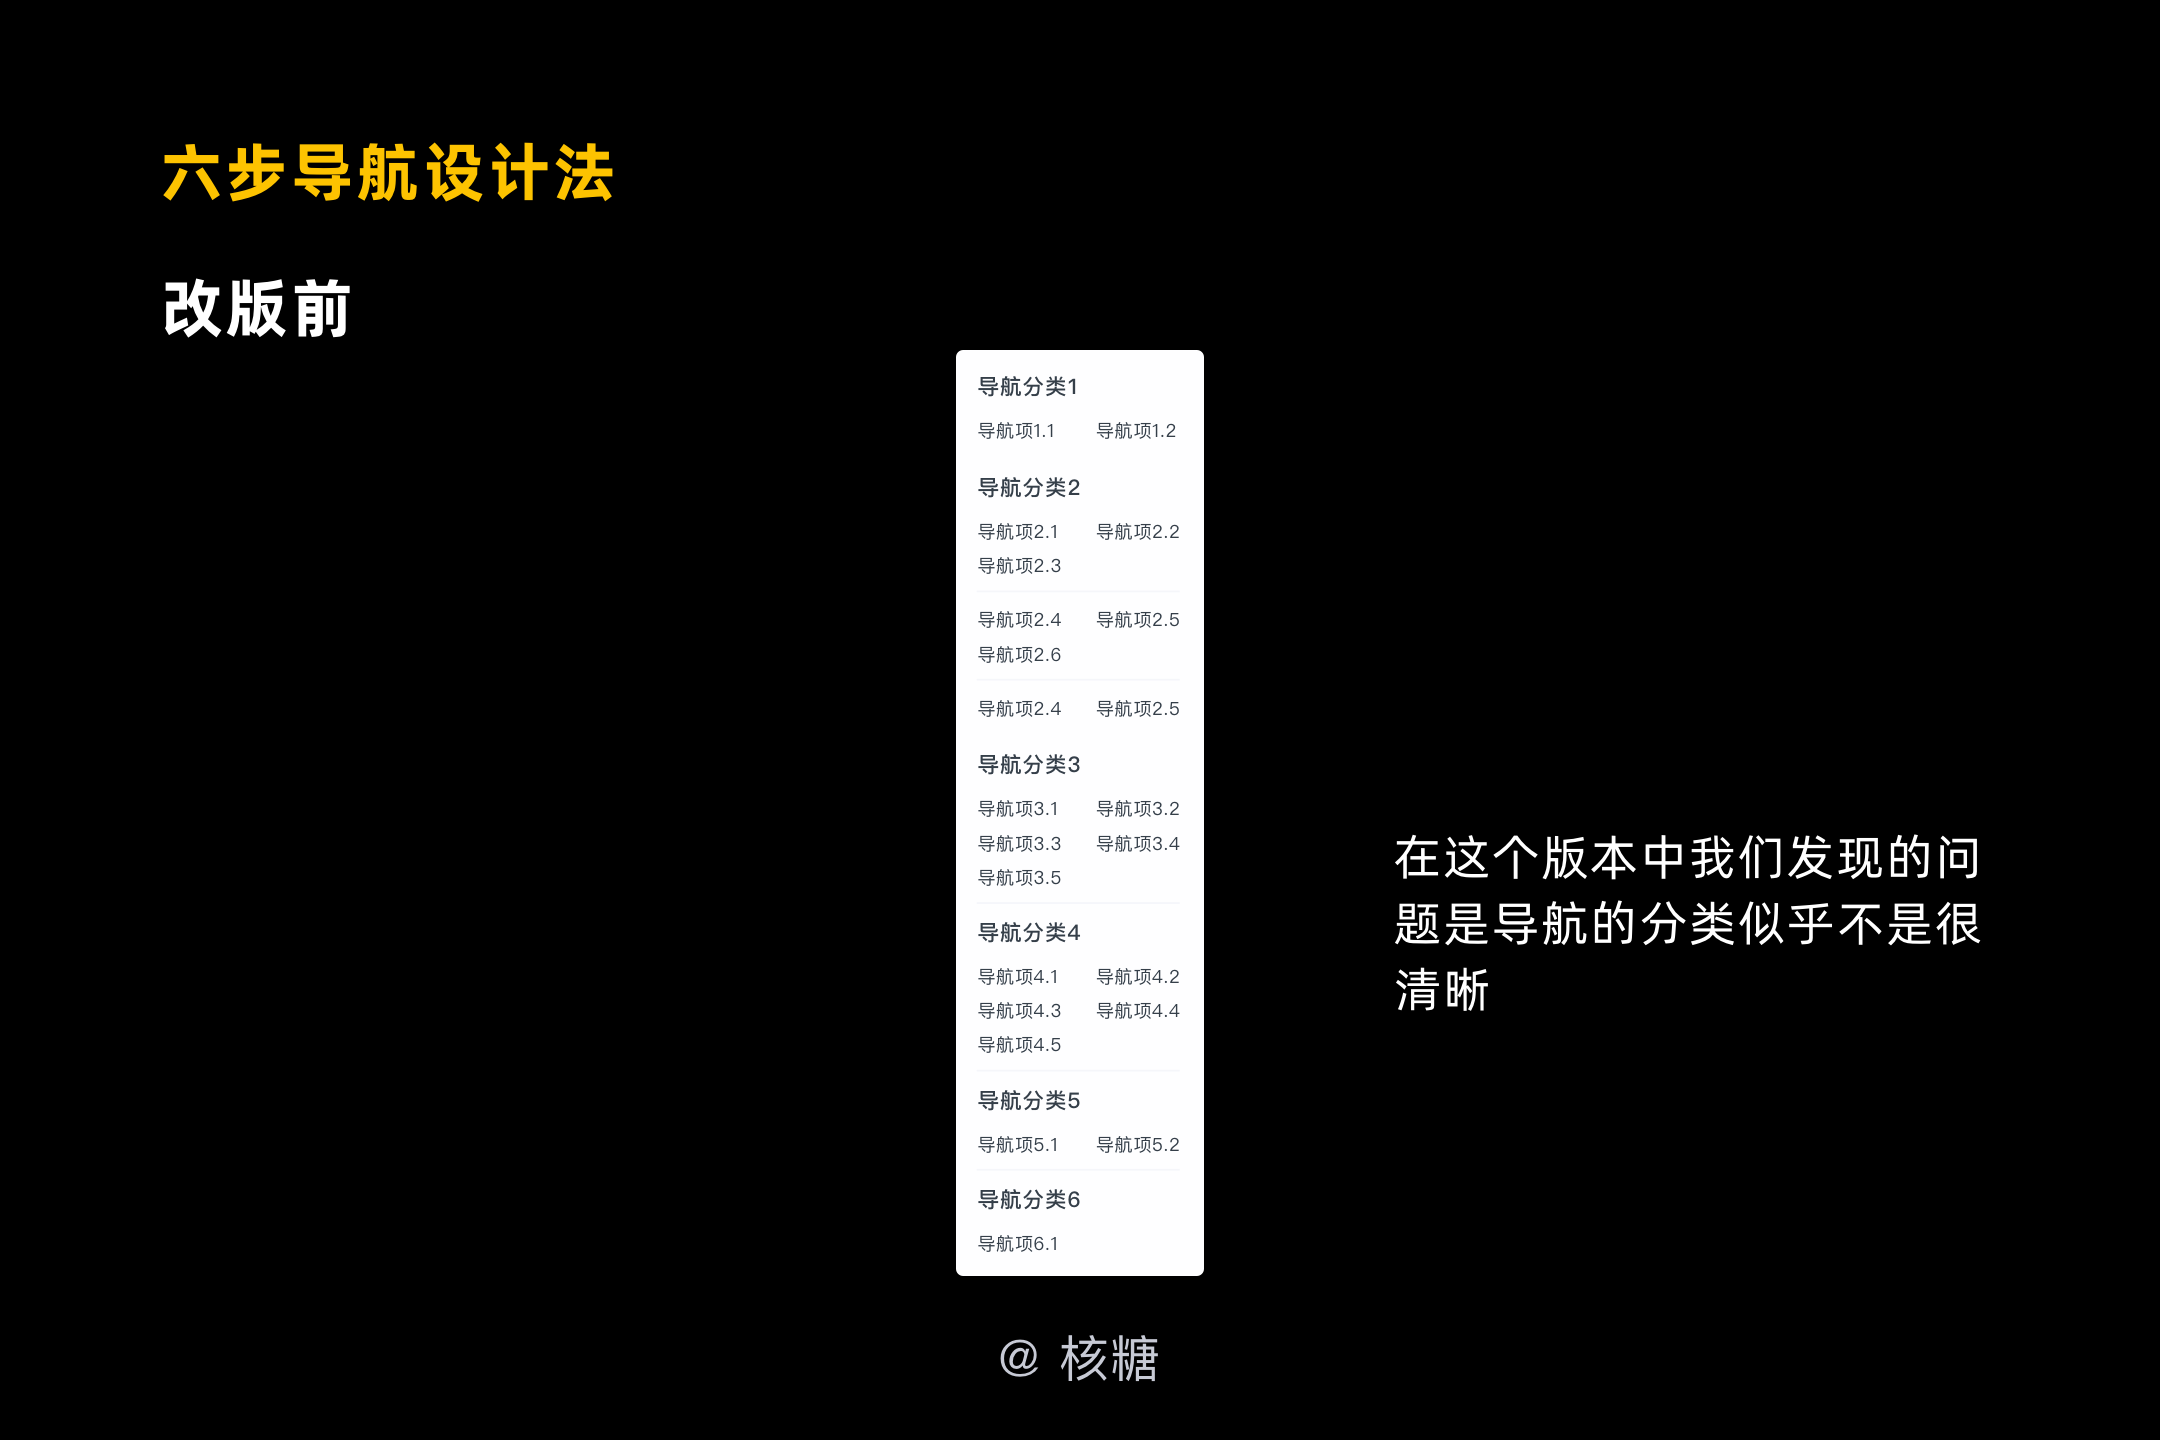 六步导航设计法
改版前
导航分类1
导航项1.1 导航项1.2
导航分类2
导航项2.1 导航项2.2
导航项2.3
导航项2.4 导航项2.5
导航项2.6
导航项2.4 导航项2.5
导航分类3
导航项3.1 导航项3.2
导航项3.3 导航项3.4
导航项3.5
导航分类4
导航项4.1 导航项4.2
导航项4.3 导航项4.4
导航项4.5
导航分类5
导航项5.1 导航项5.2
导航分类6
导航项6.1
在这个版本中我们发现的问
题是导航的分类似乎不是很
清晰
@ 核糖